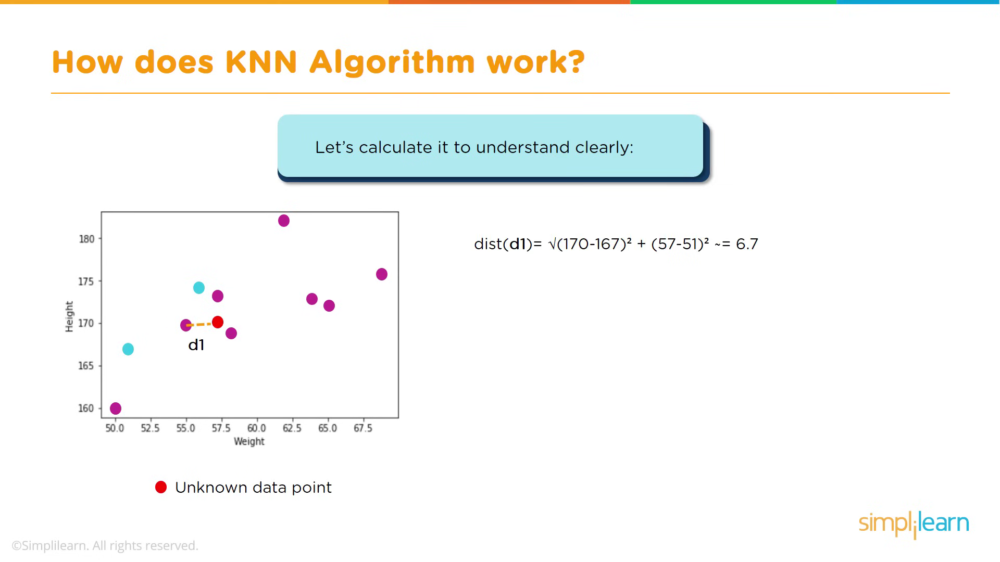 How does KNN Algorithm work?
Let's calculate it to understand clearly:
dist(d1)= √(170-167)² + (57-51)² ~= 6.7
180
175
170
165
160
Height
d1
50.0 52.5 55.0 57.5 60.0 62.5 65.0 67.5
Weight
Unknown data point
simplilearn
©Simplilearn. All rights reserved.